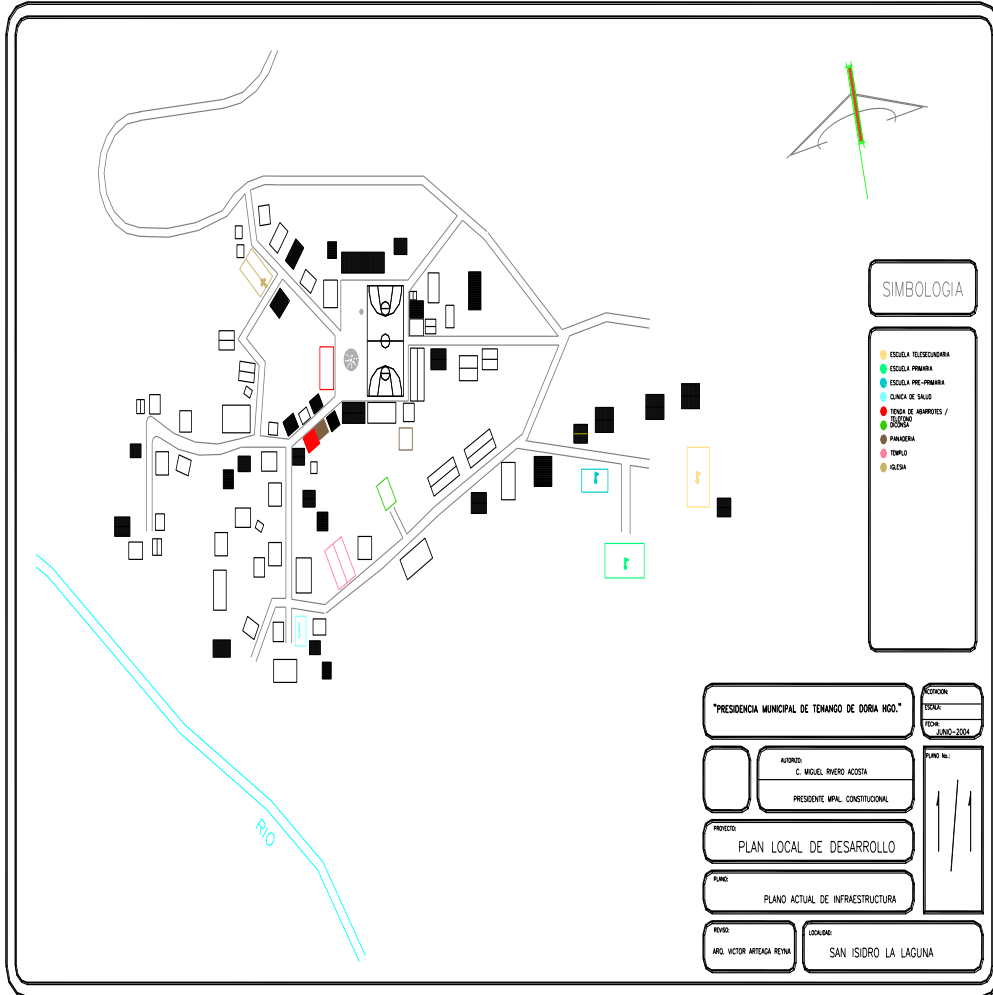 SIMBOLOGIA
ESCUELA TELESECUNDARIA
ESCUELA PRIMARIA
ESCUELA PRE-PRIMARIA
CLINICA DE SALUD
TIENDA DE ABARROTES /
TELEFONO
DICONSA
PANADERIA
TEMPLO
IGLESIA
RIO
"PRESIDENCIA MUNICIPAL DE TENANGO DE DORIA HGO."
ACOTACION:
ESCALA:
FECHA:
JUNIO-2004
AUTORIZO:
C. MIGUEL RIVERO ACOSTA
PRESIDENTE MPAL. CONSTITUCIONAL
PLANO No.:
1/1
PROYECTO:
PLAN LOCAL DE DESARROLLO
PLANO:
PLANO ACTUAL DE INFRAESTRUCTURA
REVISO:
ARQ. VICTOR ARTEAGA REYNA
LOCALIDAD:
SAN ISIDRO LA LAGUNA